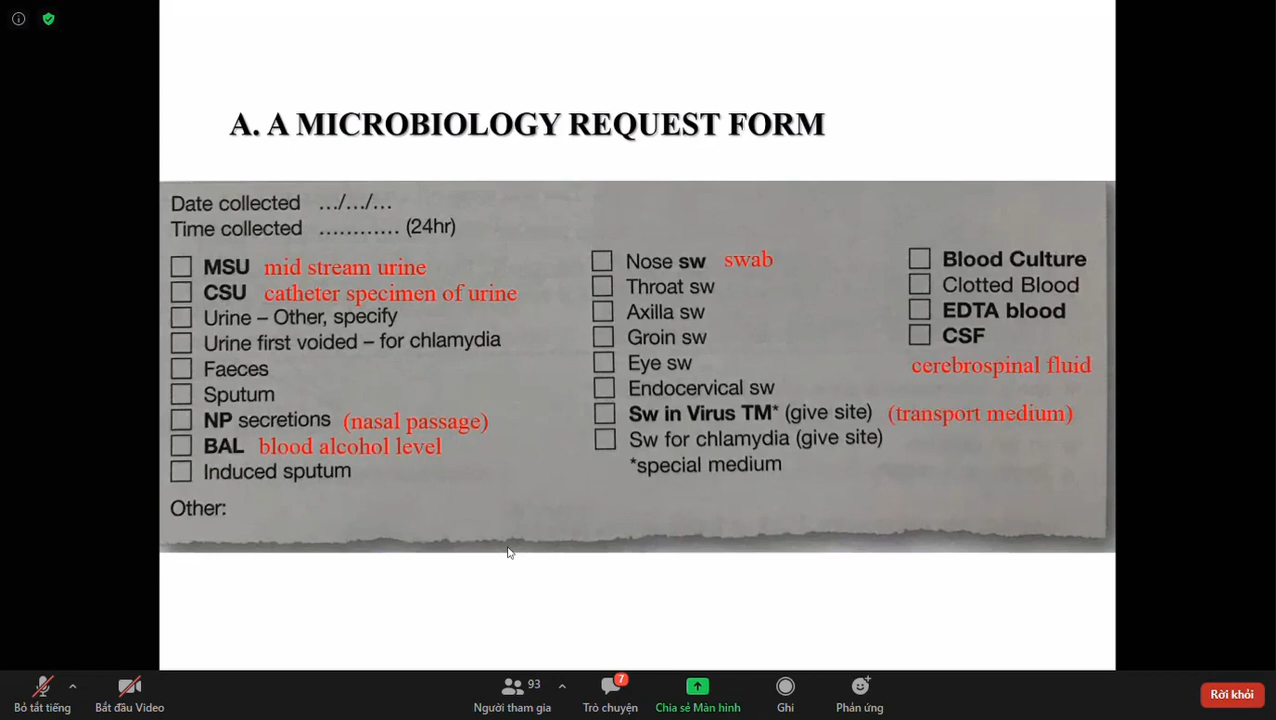 A. A MICROBIOLOGY REQUEST FORM
Date collected .../.../...
Time collected ............ (24hr)
MSU mid stream urine
CSU catheter specimen of urine
Urine – Other, specify
Urine first voided – for chlamydia
Faeces
Sputum
NP secretions (nasal passage)
BAL blood alcohol level
Induced sputum
Other:
Nose sw swab
Throat sw
Axilla sw
Groin sw
Eye sw
Endocervical sw
Sw in Virus TM* (give site) (transport medium)
Sw for chlamydia (give site)
*special medium
Blood Culture
Clotted Blood
EDTA blood
CSF
cerebrospinal fluid
Bỏ tắt tiếng
Bắt đầu Video
93
Người tham gia
7
Trò chuyện
Chia sẻ Màn hình
Ghi
Phản ứng
Rời khỏi